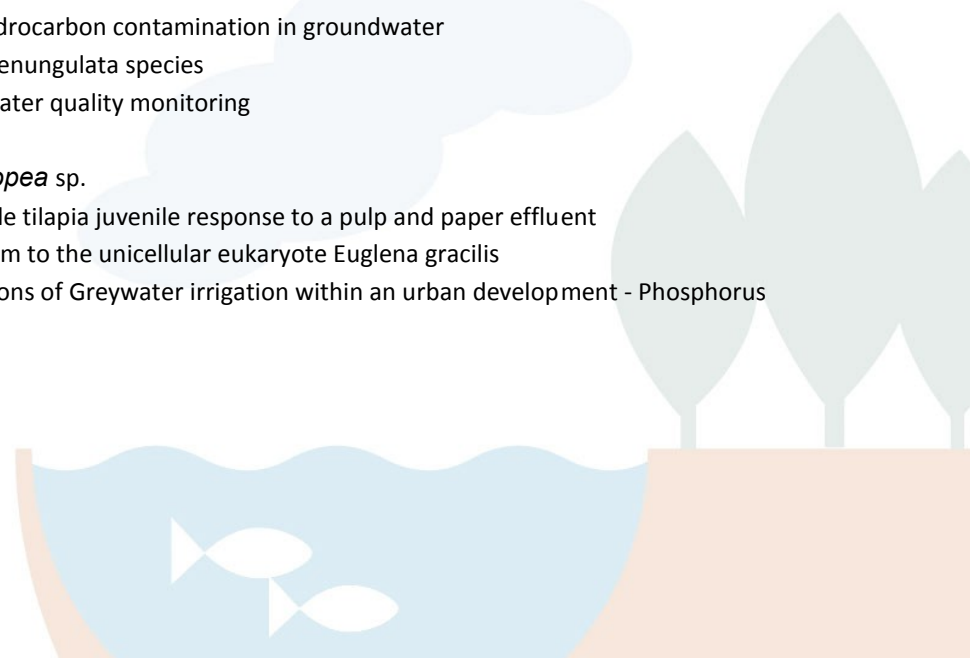 drocarbon contamination in groundwater
enungulata species
ater quality monitoring
opea sp.
le tilapia juvenile response to a pulp and paper effluent
m to the unicellular eukaryote Euglena gracilis
ons of Greywater irrigation within an urban development - Phosphorus